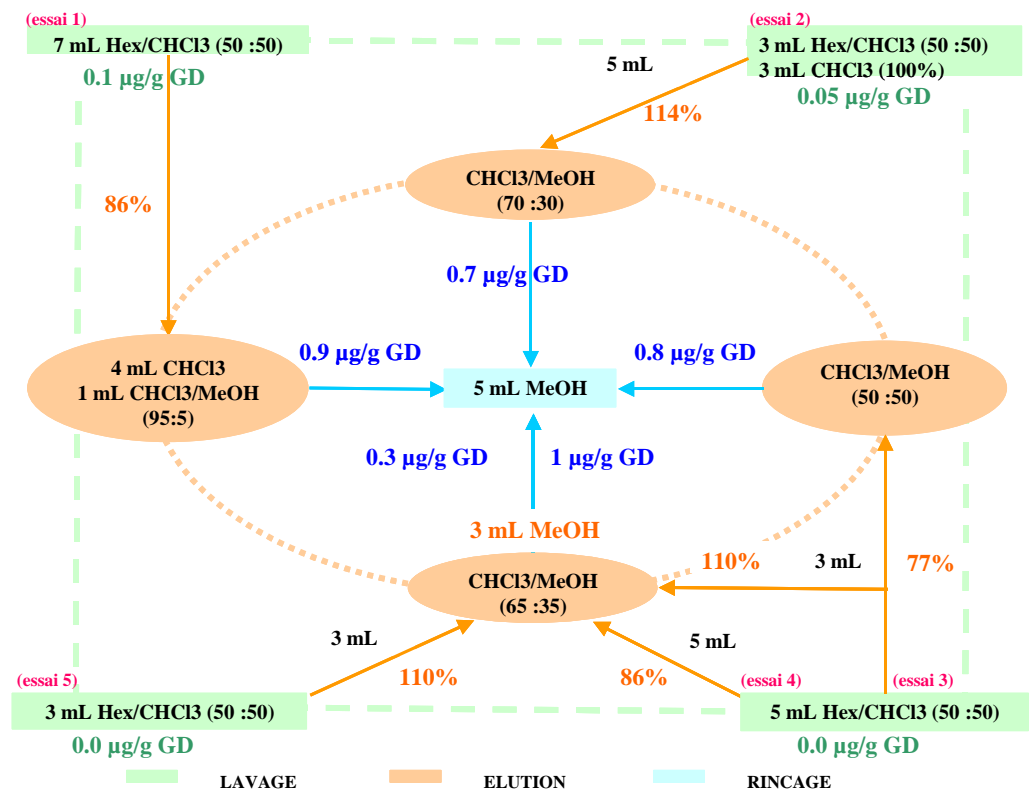 (essai 1)
7 mL Hex/CHCl3 (50 :50)
0.1 µg/g GD
(essai 2)
3 mL Hex/CHCl3 (50 :50)
3 mL CHCl3 (100%)
0.05 µg/g GD
5 mL
114%
86%
CHCl3/MeOH
(70 :30)
0.7 µg/g GD
4 mL CHCl3
1 mL CHCl3/MeOH
(95:5)
0.9 µg/g GD
5 mL MeOH
0.8 µg/g GD
CHCl3/MeOH
(50 :50)
0.3 µg/g GD
1 µg/g GD
3 mL MeOH
CHCl3/MeOH
(65 :35)
110%
3 mL
77%
3 mL
110%
5 mL
86%
(essai 5)
3 mL Hex/CHCl3 (50 :50)
0.0 µg/g GD
(essai 4)
(essai 3)
5 mL Hex/CHCl3 (50 :50)
0.0 µg/g GD
LAVAGE
ELUTION
RINCAGE